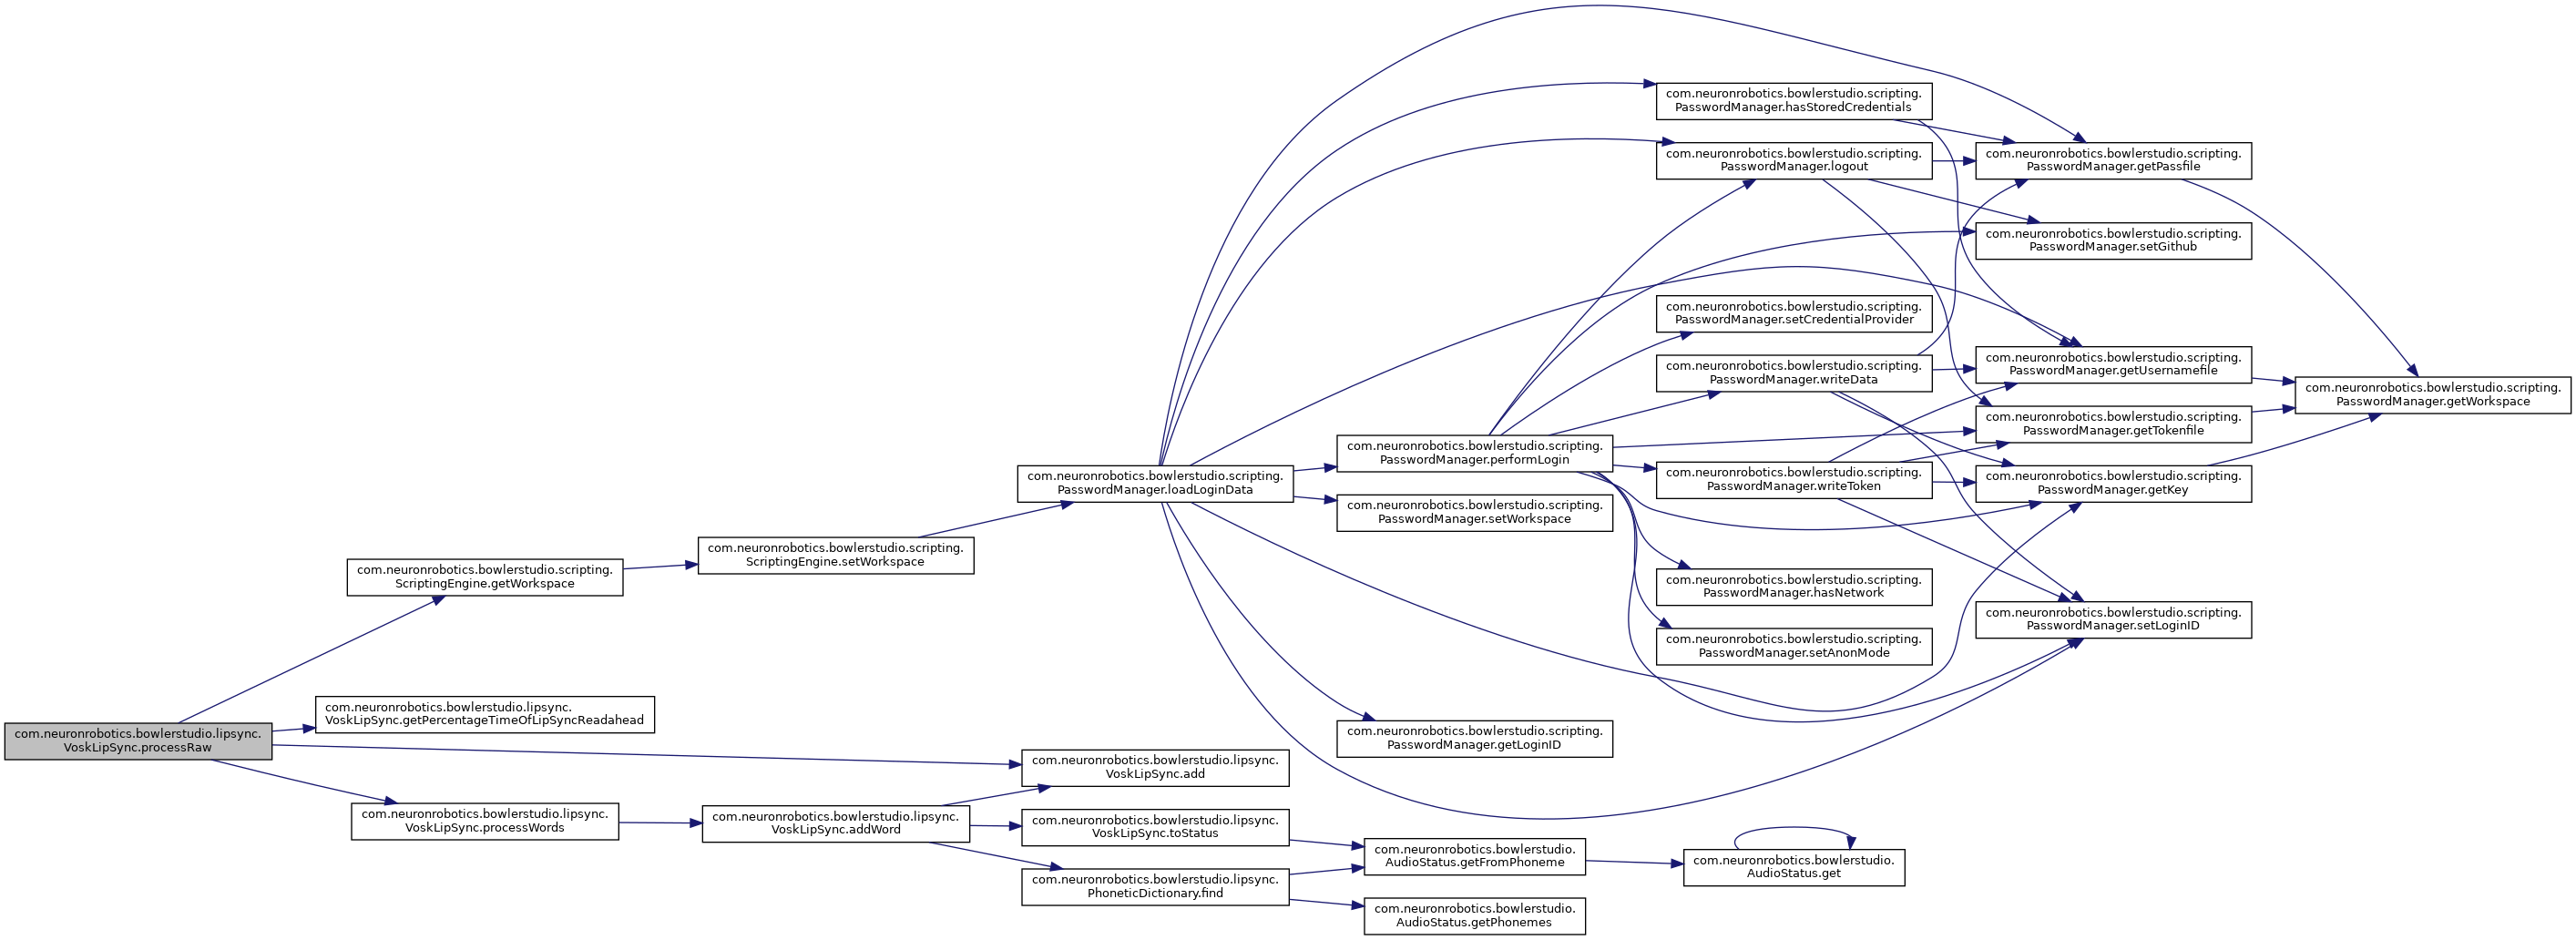 com.neuronrobotics.bowlerstudio.lipsync.
VoskLipSync.processRaw
com.neuronrobotics.bowlerstudio.scripting.
ScriptingEngine.getWorkspace
com.neuronrobotics.bowlerstudio.lipsync.
VoskLipSync.getPercentageTimeOfLipSyncReadahead
com.neuronrobotics.bowlerstudio.lipsync.
VoskLipSync.processWords
com.neuronrobotics.bowlerstudio.scripting.
ScriptingEngine.setWorkspace
com.neuronrobotics.bowlerstudio.lipsync.
VoskLipSync.addWord
com.neuronrobotics.bowlerstudio.scripting.
PasswordManager.loadLoginData
com.neuronrobotics.bowlerstudio.lipsync.
VoskLipSync.add
com.neuronrobotics.bowlerstudio.lipsync.
VoskLipSync.toStatus
com.neuronrobotics.bowlerstudio.lipsync.
PhoneticDictionary.find
com.neuronrobotics.bowlerstudio.scripting.
PasswordManager.performLogin
com.neuronrobotics.bowlerstudio.scripting.
PasswordManager.setWorkspace
com.neuronrobotics.bowlerstudio.scripting.
PasswordManager.getLoginID
com.neuronrobotics.bowlerstudio.
AudioStatus.getFromPhoneme
com.neuronrobotics.bowlerstudio.
AudioStatus.getPhonemes
com.neuronrobotics.bowlerstudio.scripting.
PasswordManager.hasStoredCredentials
com.neuronrobotics.bowlerstudio.scripting.
PasswordManager.logout
com.neuronrobotics.bowlerstudio.scripting.
PasswordManager.setCredentialProvider
com.neuronrobotics.bowlerstudio.scripting.
PasswordManager.writeData
com.neuronrobotics.bowlerstudio.scripting.
PasswordManager.writeToken
com.neuronrobotics.bowlerstudio.scripting.
PasswordManager.hasNetwork
com.neuronrobotics.bowlerstudio.scripting.
PasswordManager.setAnonMode
com.neuronrobotics.bowlerstudio.
AudioStatus.get
com.neuronrobotics.bowlerstudio.scripting.
PasswordManager.getPassfile
com.neuronrobotics.bowlerstudio.scripting.
PasswordManager.setGithub
com.neuronrobotics.bowlerstudio.scripting.
PasswordManager.getUsernamefile
com.neuronrobotics.bowlerstudio.scripting.
PasswordManager.getTokenfile
com.neuronrobotics.bowlerstudio.scripting.
PasswordManager.getKey
com.neuronrobotics.bowlerstudio.scripting.
PasswordManager.setLoginID
com.neuronrobotics.bowlerstudio.scripting.
PasswordManager.getWorkspace